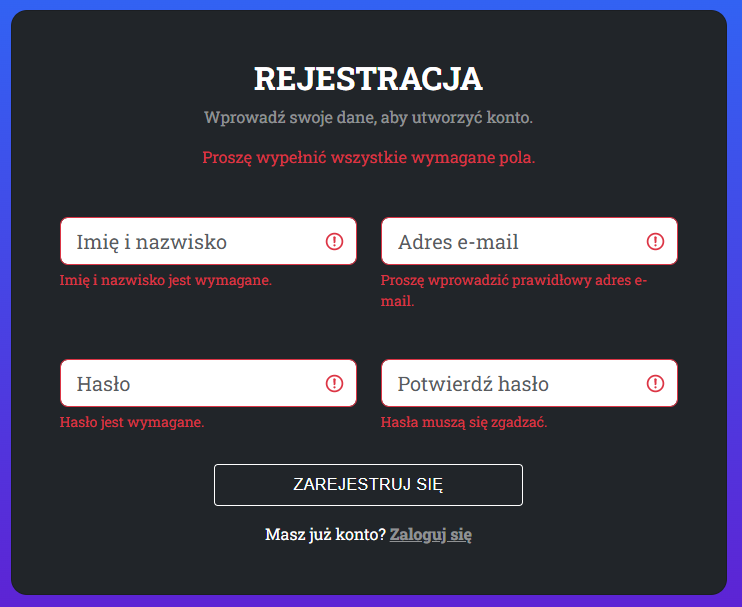 REJESTRACJA
Wprowadź swoje dane, aby utworzyć konto.
Proszę wypełnić wszystkie wymagane pola.
Imię i nazwisko
Adres e-mail
Imię i nazwisko jest wymagane.
Proszę wprowadzić prawidłowy adres e-
mail.
Hasło
Potwierdź hasło
Hasło jest wymagane.
Hasła muszą się zgadzać.
ZAREJESTRUJ SIĘ
Masz już konto? Zaloguj się